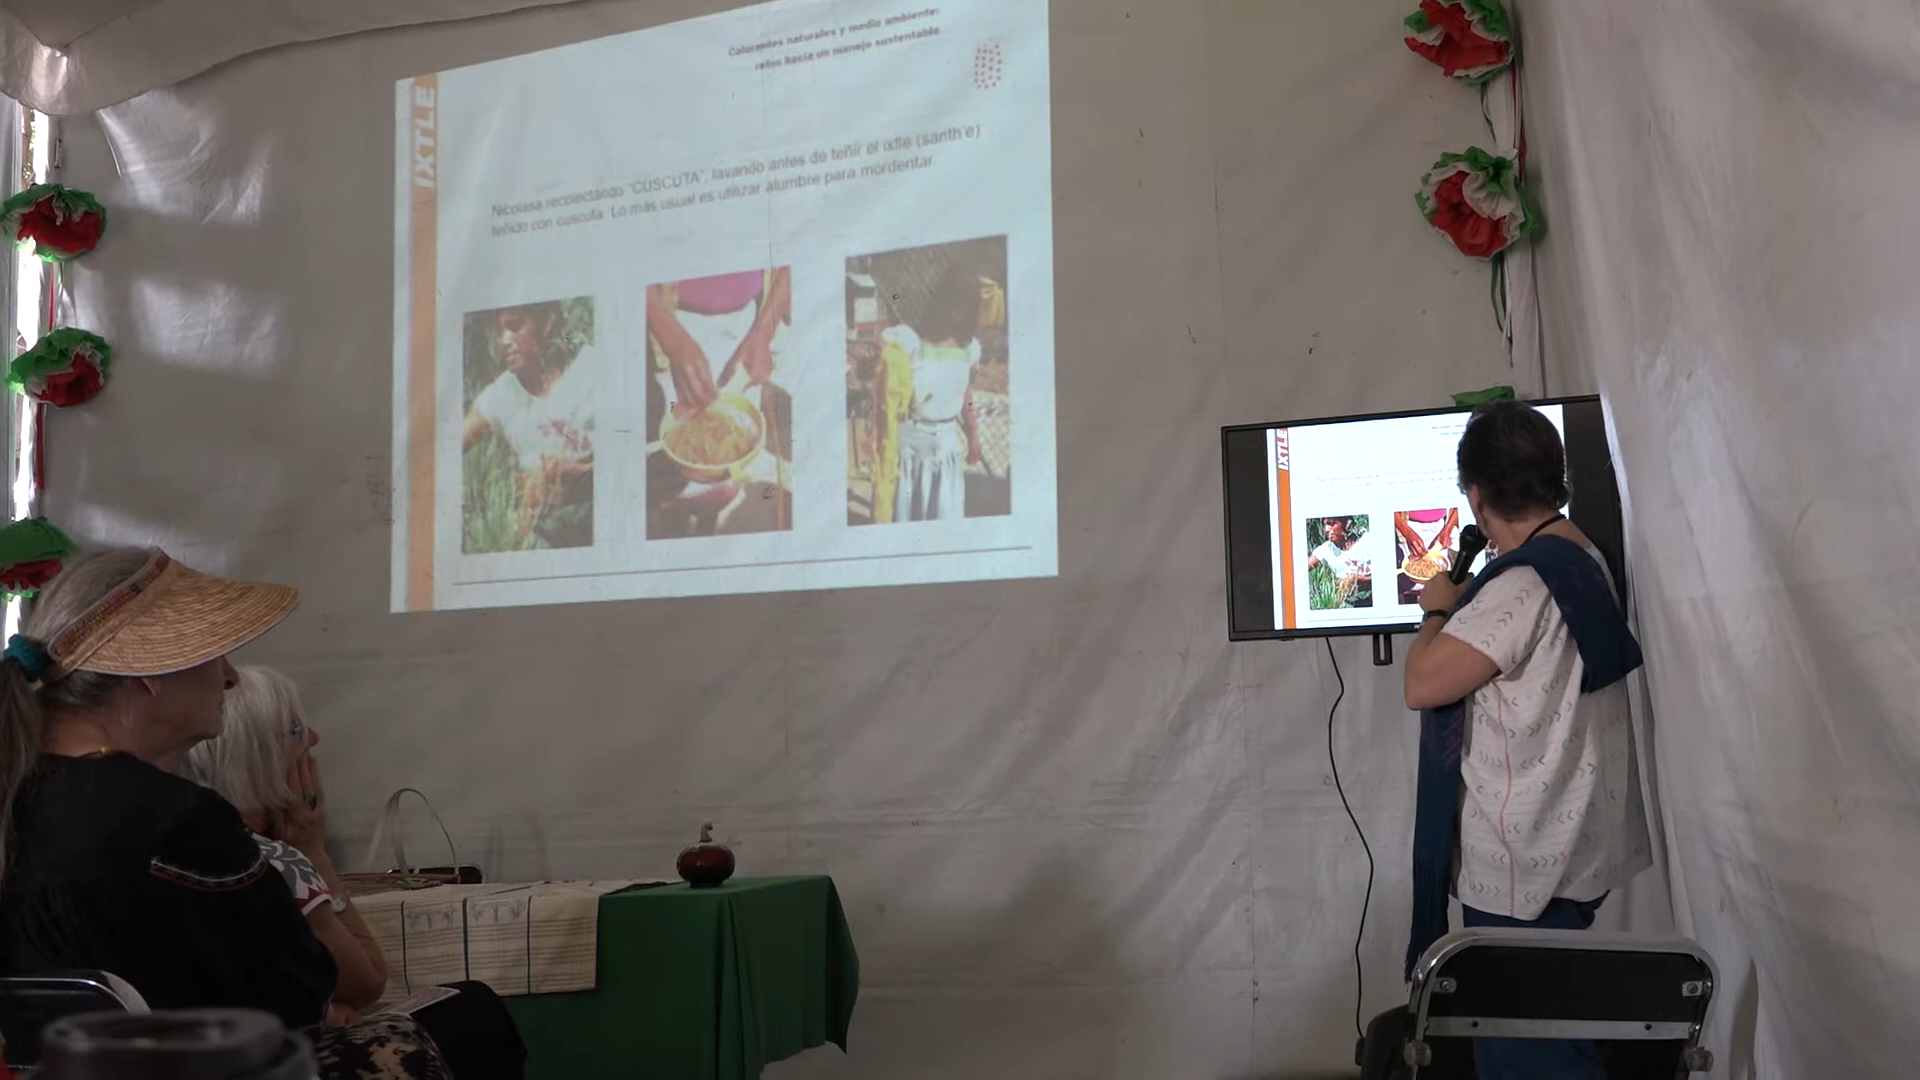 Colorantes naturales y medio ambiente:
retos hacia un manejo sustentable
IXTLE
Nicolasa recolectando "CUSCUTA", lavando antes de teñir el ixtle (santh'e)
teñido con cuscuta. Lo más usual es utilizar alumbre para mordentar.
IXTLE